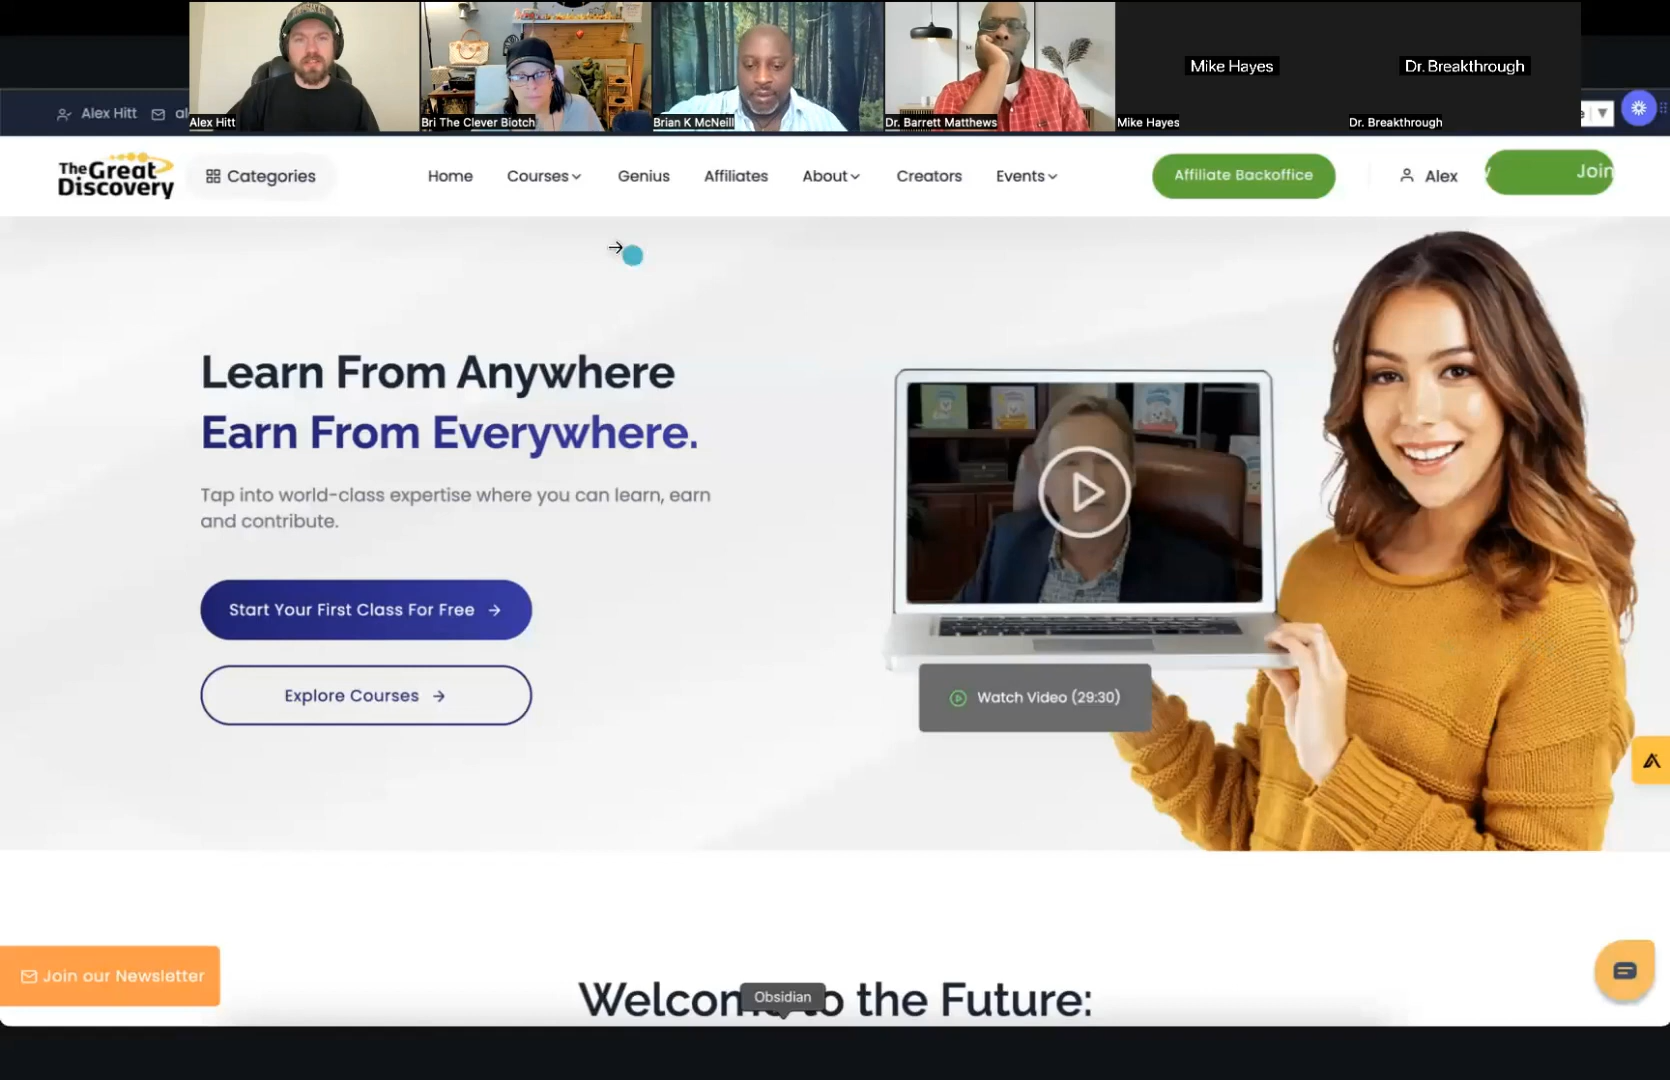 Mike Hayes
Dr. Breakthrough
Alex Hitt
al
Alex Hitt
Bri The Clever Biotch
Brian K McNeill
Dr. Barrett Matthews
Mike Hayes
Dr. Breakthrough
The Great
Discovery
Categories
Home
Courses
Genius
Affiliates
About
Creators
Events
Affiliate Backoffice
Alex
Join
Learn From Anywhere
Earn From Everywhere.
Tap into world-class expertise where you can learn, earn
and contribute.
Start Your First Class For Free
Explore Courses
Watch Video (29:30)
Join our Newsletter
Obsidian
to the Future: